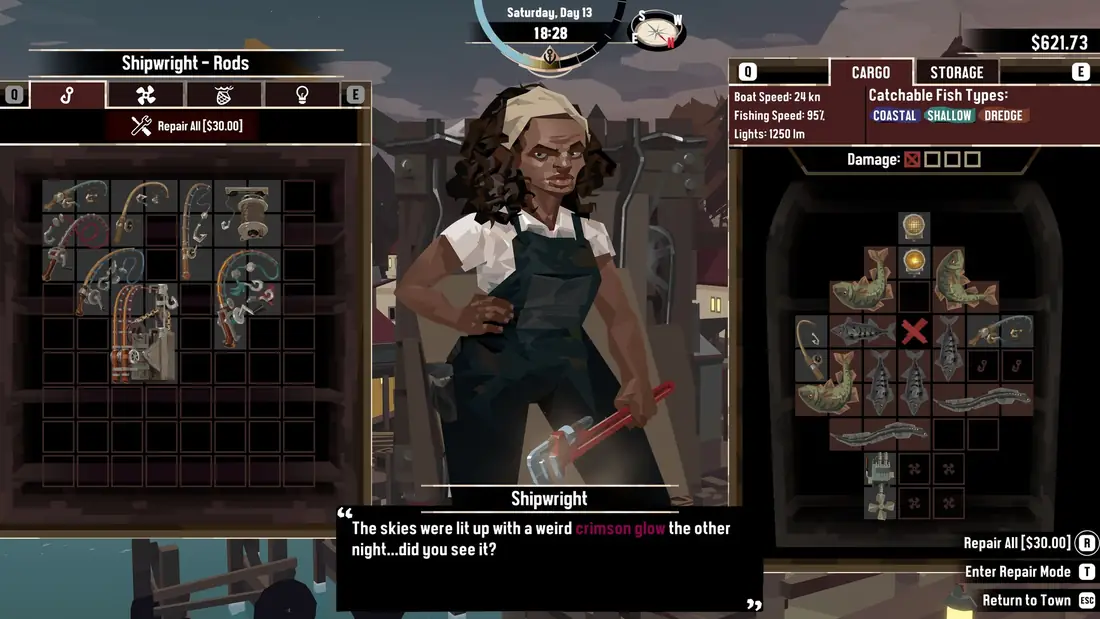 Saturday, Day 13
18:28
S
W
E
N
$621.73
Shipwright - Rods
Q
E
Repair All [$30.00]
Q
CARGO
STORAGE
E
Boat Speed: 24 kn
Fishing Speed: 95%
Lights: 1250 lm
Catchable Fish Types:
COASTAL SHALLOW DREDGE
Damage:
Shipwright
“
The skies were lit up with a weird crimson glow the other
night...did you see it?
”
Repair All [$30.00] R
Enter Repair Mode T
Return to Town ESC